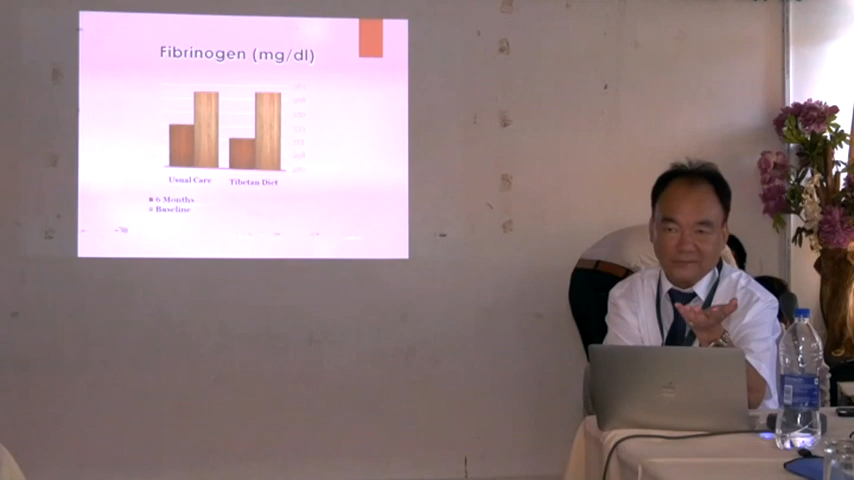 Fibrinogen (mg/dl)
Usual Care
Tibetan Diet
6 Months
Baseline